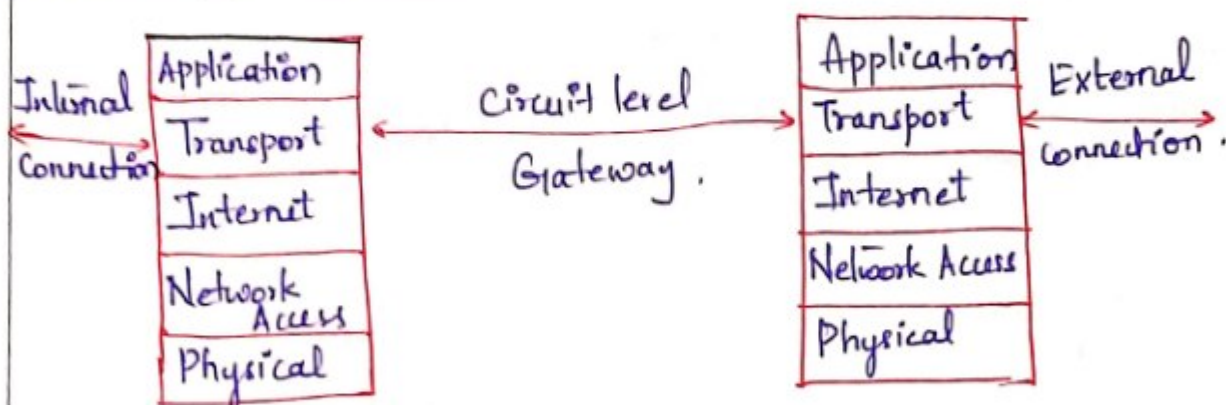 Internal
Connection
Application
Transport
Internet
Network
Access
Physical
Circuit level
Gateway.
Application
Transport
Internet
Network Access
Physical
External
connection.